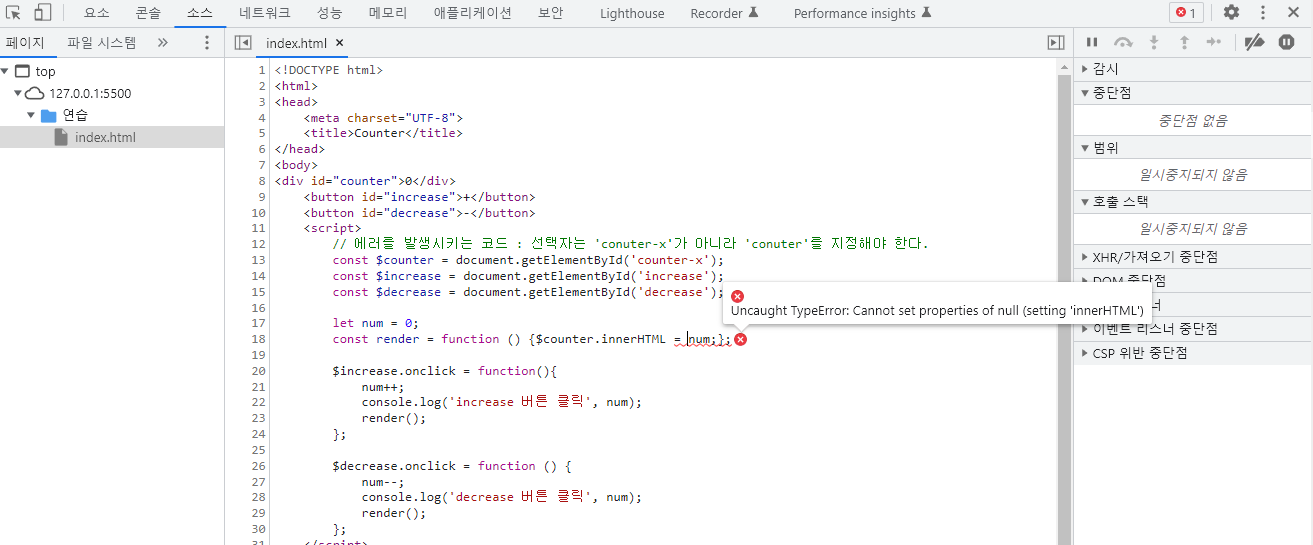 요소 콘솔 소스 네트워크 성능 메모리 애플리케이션 보안 Lighthouse Recorder Performance insights 1
페이지 파일 시스템 index.html
top
127.0.0.1:5500
연습
index.html
1 <!DOCTYPE html>
2 <html>
3 <head>
4 <meta charset="UTF-8">
5 <title>Counter</title>
6 </head>
7 <body>
8 <div id="counter">0</div>
9 <button id="increase">+</button>
10 <button id="decrease">-</button>
11 <script>
12 // 에러를 발생시키는 코드 : 선택자는 'conuter-x'가 아니라 'conuter'를 지정해야 한다.
13 const $counter = document.getElementById('counter-x');
14 const $increase = document.getElementById('increase');
15 const $decrease = document.getElementById('decrease');
16
17 let num = 0;
18 const render = function () {$counter.innerHTML = num;};
19
20 $increase.onclick = function(){
21 num++;
22 console.log('increase 버튼 클릭', num);
23 render();
24 };
25
26 $decrease.onclick = function () {
27 num--;
28 console.log('decrease 버튼 클릭', num);
29 render();
30 };
31 </script>
Uncaught TypeError: Cannot set properties of null (setting 'innerHTML')
감시
중단점
중단점 없음
범위
일시중지되지 않음
호출 스택
일시중지되지 않음
XHR/가져오기 중단점
DOM 중단점
너
이벤트 리스너 중단점
CSP 위반 중단점